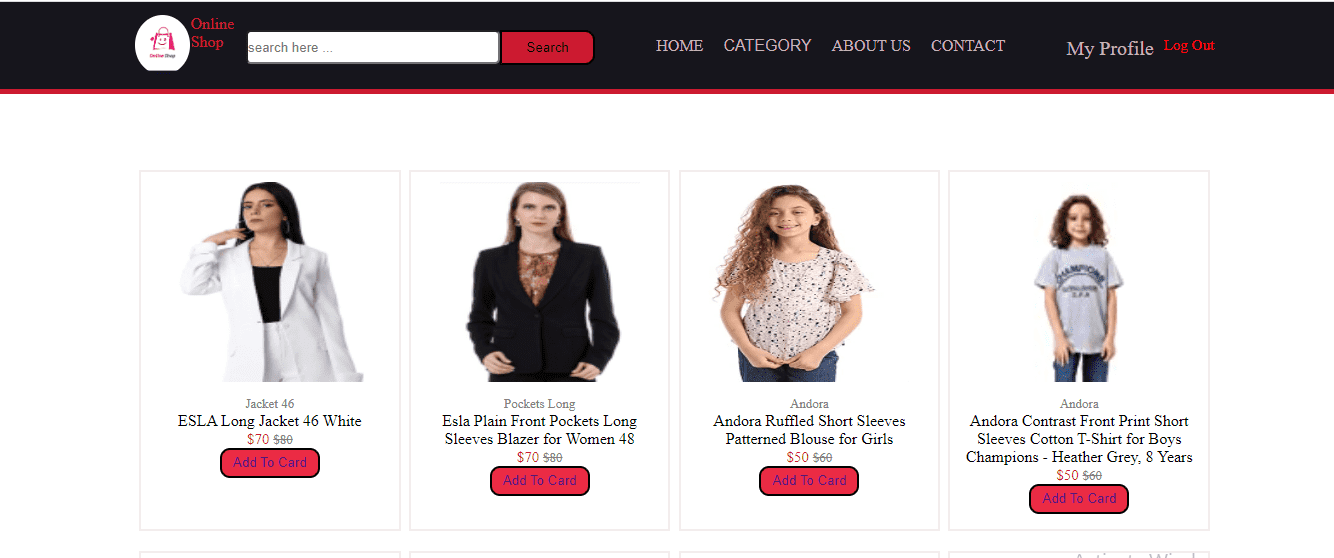 Online
Shop
Online Shop
search here ...
Search
HOME
CATEGORY
ABOUT US
CONTACT
My Profile
Log Out
Jacket 46
ESLA Long Jacket 46 White
$70 $80
Add To Card
Pockets Long
Esla Plain Front Pockets Long
Sleeves Blazer for Women 48
$70 $80
Add To Card
Andora
Andora Ruffled Short Sleeves
Patterned Blouse for Girls
$50 $60
Add To Card
CHAMPIONS
Andora
Andora Contrast Front Print Short
Sleeves Cotton T-Shirt for Boys
Champions - Heather Grey, 8 Years
$50 $60
Add To Card